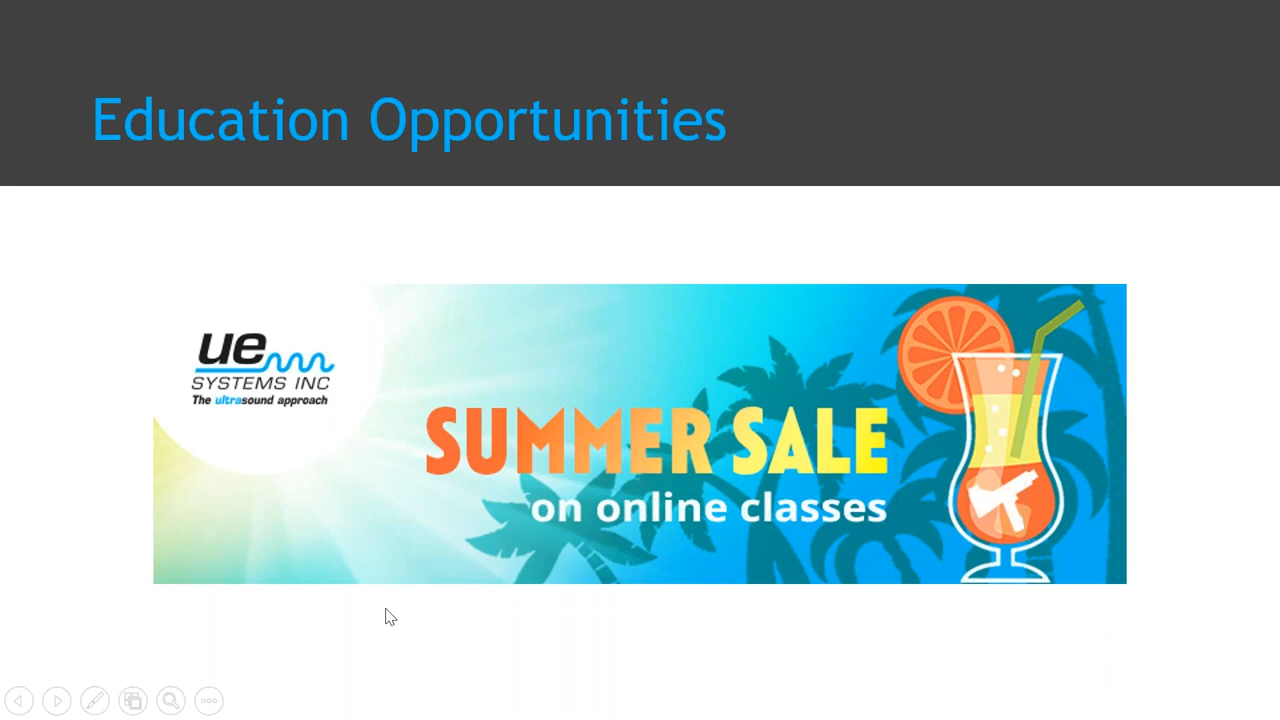 Education Opportunities
ue
SYSTEMS INC
The ultrasound approach
SUMMER SALE
on online classes